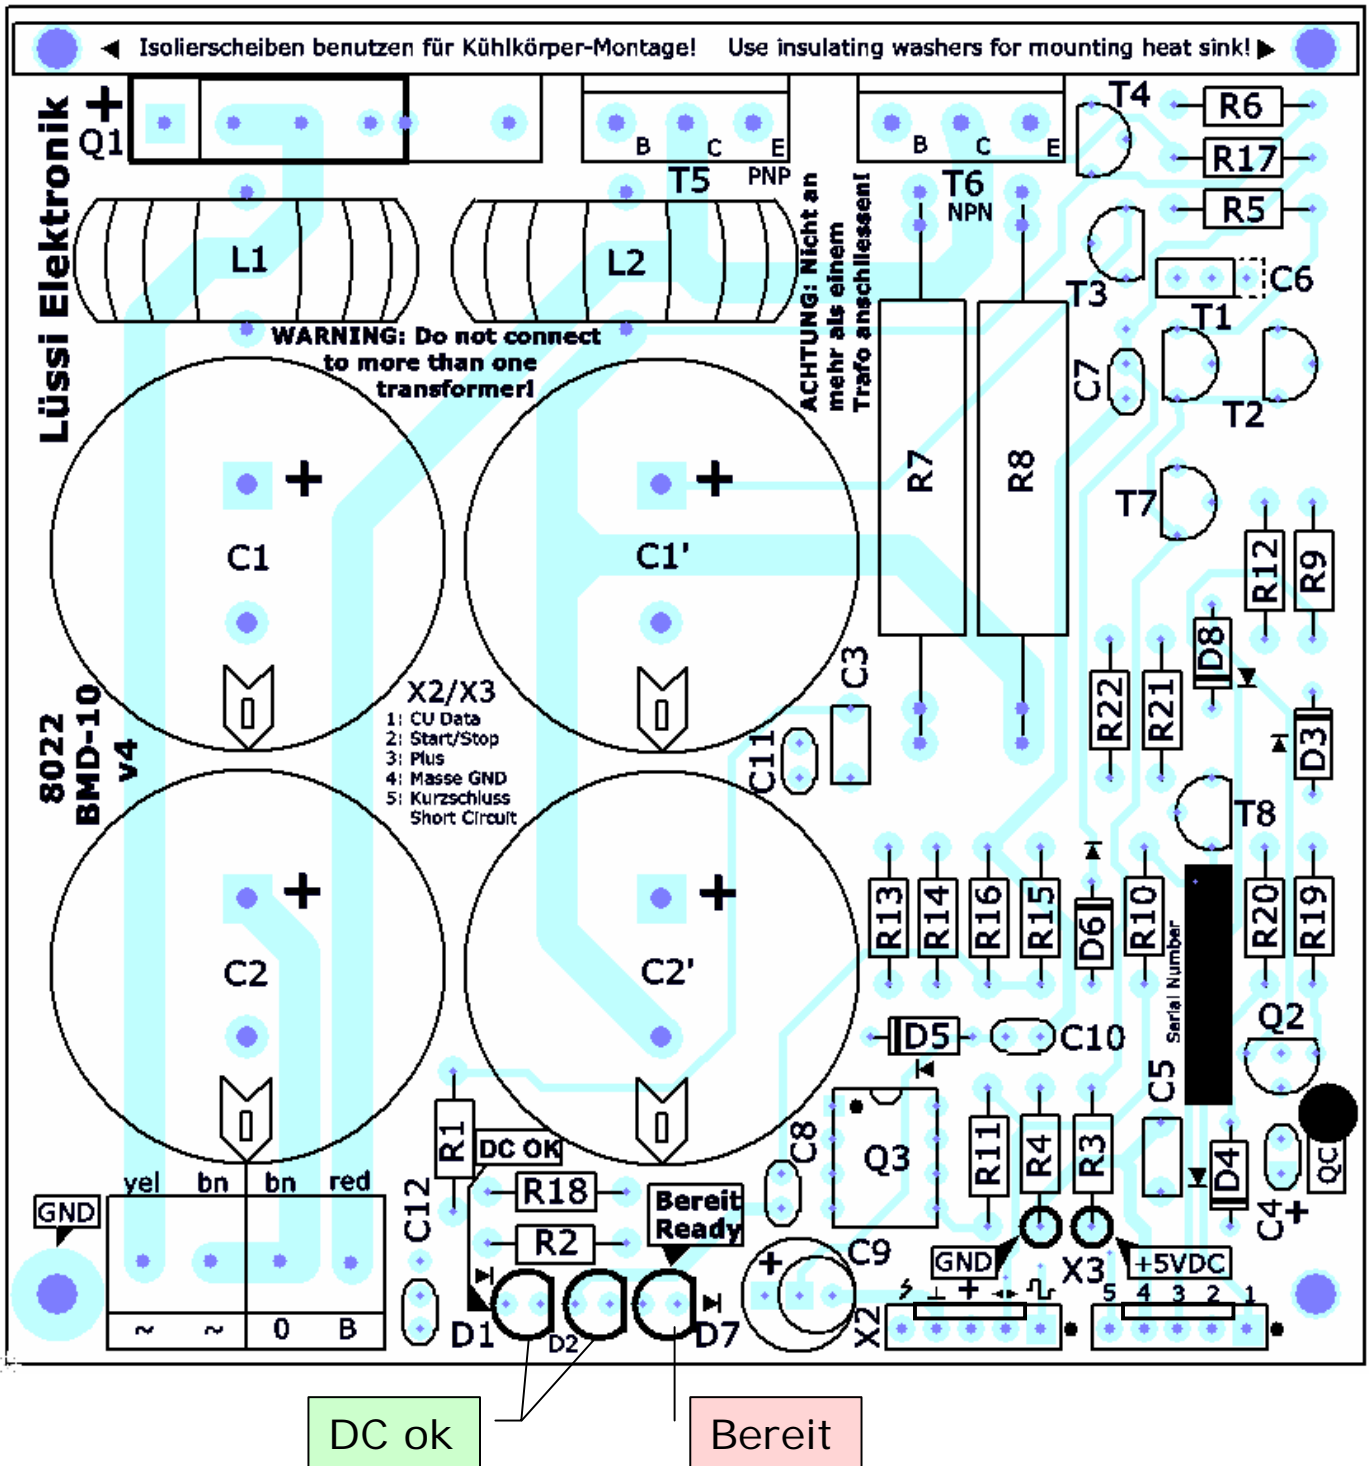 Isolierscheiben benutzen für Kühlkörper-Montage!
Use insulating washers for mounting heat sink!
Lüssi Elektronik
+
Q1
B C E
T5
PNP
B C E
T6
NPN
T4
R6
R17
R5
T3
C6
T1
T2
C7
T7
L1
L2
WARNING: Do not connect
to more than one
transformer!
ACHTUNG: Nicht an
mehr als einem
Trafo anschliessen!
R7
R8
+
C1
+
C1'
R12
R9
D8
R22
R21
D3
T8
C3
C11
8022
BMD-10
v4
X2/X3
1: CU Data
2: Start/Stop
3: Plus
4: Masse GND
5: Kurzschluss
Short Circuit
+
C2
+
C2'
R13
R14
R16
R15
D6
R10
Serial Number
R20
R19
D5
C10
Q2
C5
R1
DC OK
R18
R2
Bereit
Ready
C8
Q3
R11
R4
R3
D4
C4
+
QC
yel bn bn red
GND
~ ~ 0 B
C12
D1
D2
D7
+
C9
GND
X3
+5VDC
X2
+
5 4 3 2 1
DC ok
Bereit